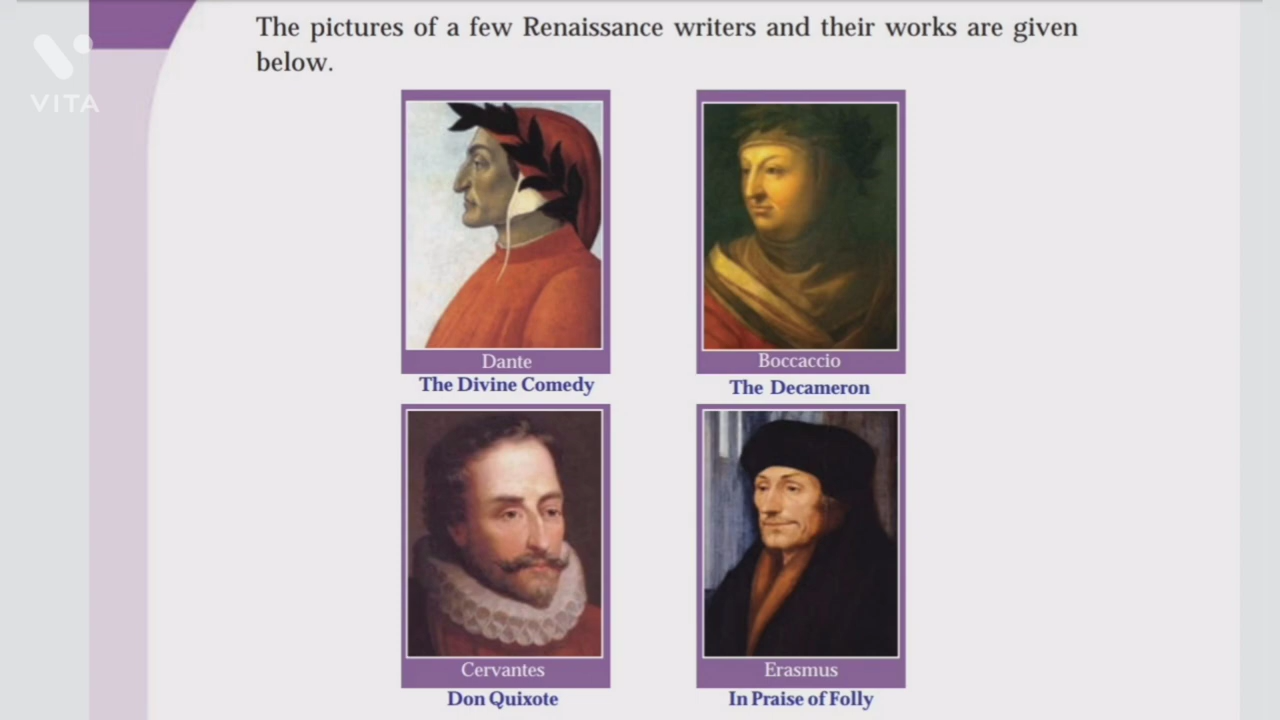 The pictures of a few Renaissance writers and their works are given
below.
VITA
Dante
The Divine Comedy
Boccaccio
The Decameron
Cervantes
Don Quixote
Erasmus
In Praise of Folly